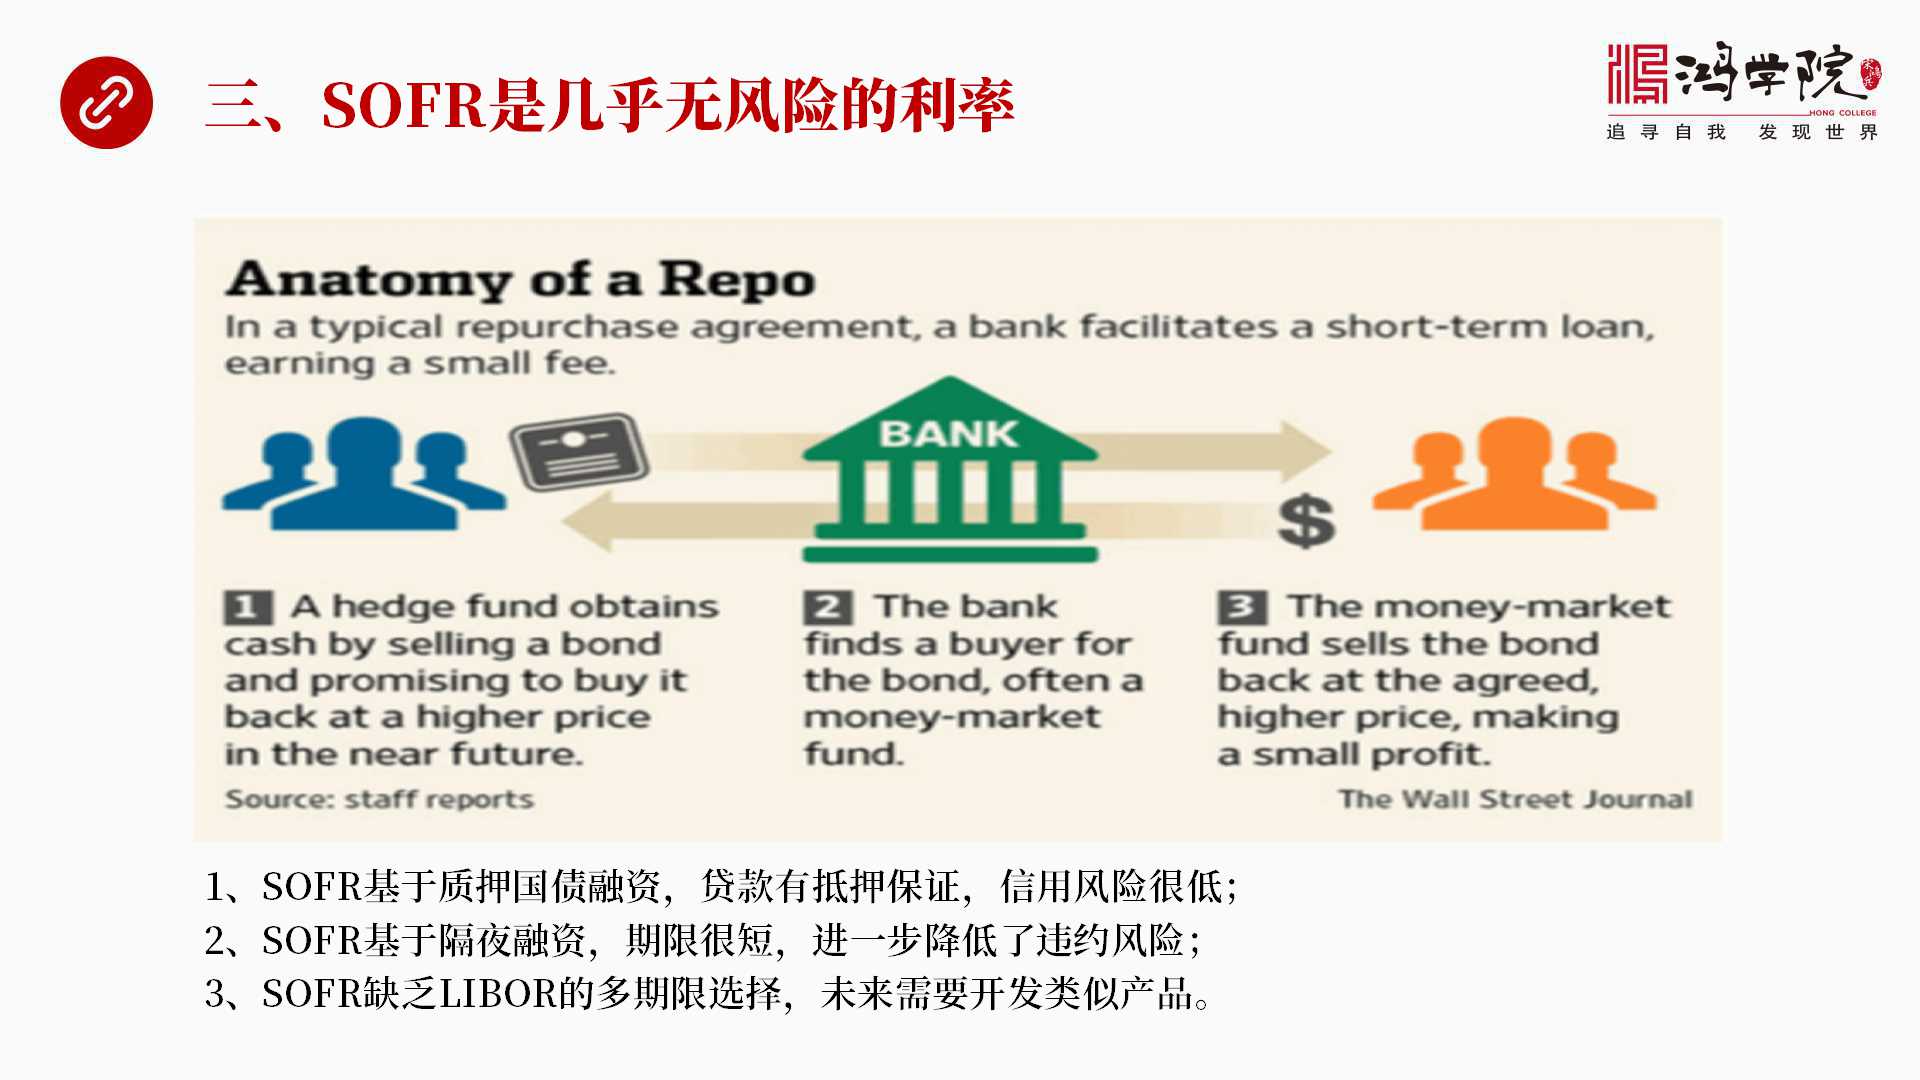 三、SOFR是几乎无风险的利率
鸿学院
宋鸿兵
HONG COLLEGE
追寻自我 发现世界
Anatomy of a Repo
In a typical repurchase agreement, a bank facilitates a short-term loan,
earning a small fee.
BANK
$
1 A hedge fund obtains
cash by selling a bond
and promising to buy it
back at a higher price
in the near future.
2 The bank
finds a buyer for
the bond, often a
money-market
fund.
3 The money-market
fund sells the bond
back at the agreed,
higher price, making
a small profit.
Source: staff reports
The Wall Street Journal
1、SOFR基于质押国债融资，贷款有抵押保证，信用风险很低；
2、SOFR基于隔夜融资，期限很短，进一步降低了违约风险；
3、SOFR缺乏LIBOR的多期限选择，未来需要开发类似产品。